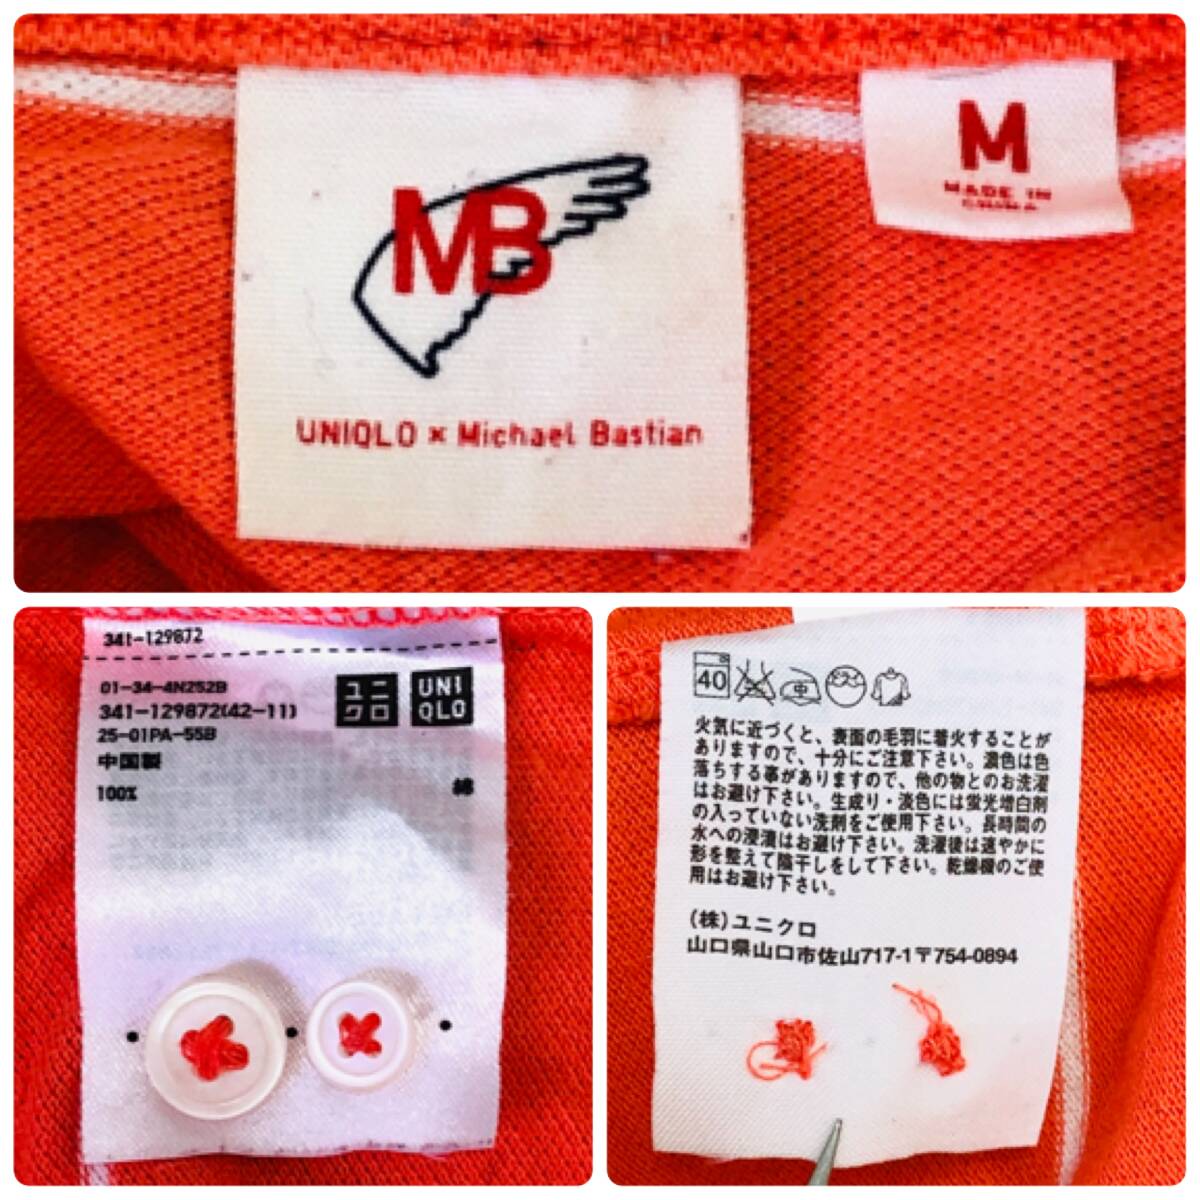 MB
UNIQLO × Michael Bastian
M
MADE IN
CHINA
341-129872
01-34-4N252B
341-129872(42-11)
25-01PA-55B
中国製
100%
綿
ユニ
クロ
UNI
QLO
40
中
ドライ
火気に近づくと、表面の毛羽に着火することが
ありますので、十分にご注意下さい。濃色は色
落ちする事がありますので、他の物とのお洗濯
はお避け下さい。生成り・淡色には蛍光増白剤
の入っていない洗剤をご使用下さい。長時間の
水への浸漬はお避け下さい。洗濯後は速やかに
形を整えて陰干しをして下さい。乾燥機のご使
用はお避け下さい。
(株)ユニクロ
山口県山口市佐山717-1〒754-0894